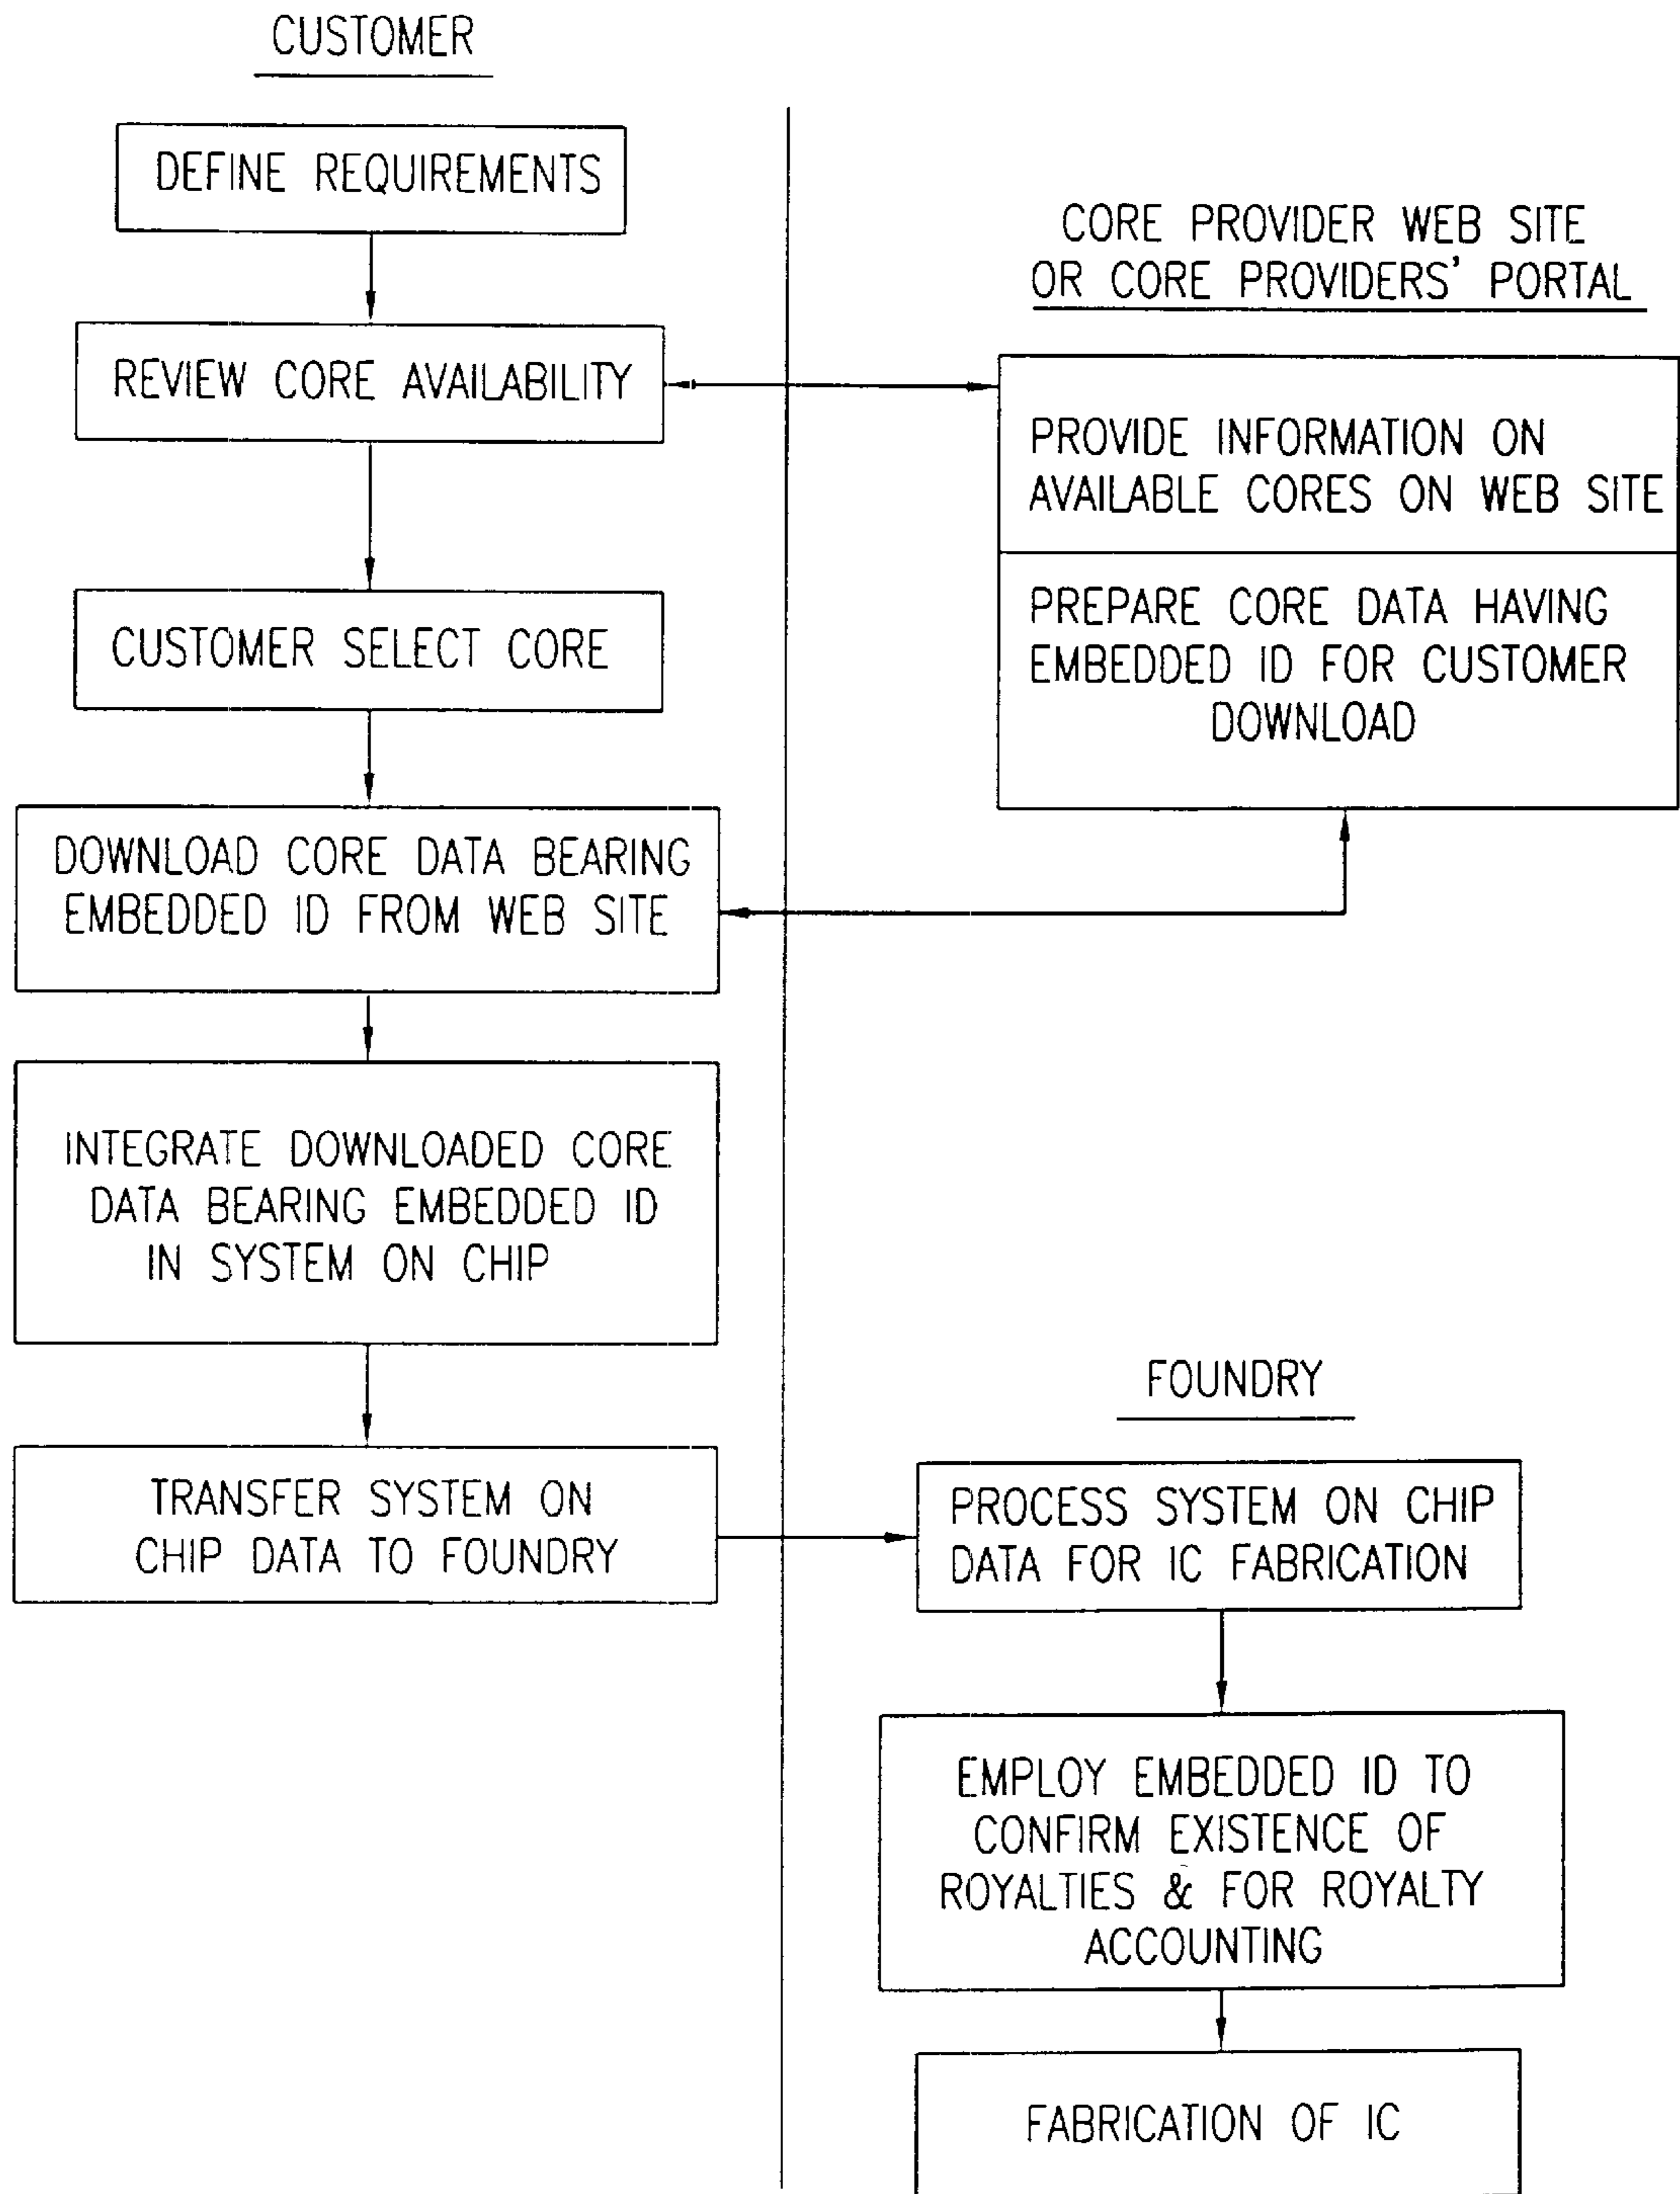 CUSTOMER
DEFINE REQUIREMENTS
REVIEW CORE AVAILABILITY
CUSTOMER SELECT CORE
DOWNLOAD CORE DATA BEARING
EMBEDDED ID FROM WEB SITE
INTEGRATE DOWNLOADED CORE
DATA BEARING EMBEDDED ID
IN SYSTEM ON CHIP
TRANSFER SYSTEM ON
CHIP DATA TO FOUNDRY
CORE PROVIDER WEB SITE
OR CORE PROVIDERS' PORTAL
PROVIDE INFORMATION ON
AVAILABLE CORES ON WEB SITE
PREPARE CORE DATA HAVING
EMBEDDED ID FOR CUSTOMER
DOWNLOAD
FOUNDRY
PROCESS SYSTEM ON CHIP
DATA FOR IC FABRICATION
EMPLOY EMBEDDED ID TO
CONFIRM EXISTENCE OF
ROYALTIES & FOR ROYALTY
ACCOUNTING
FABRICATION OF IC